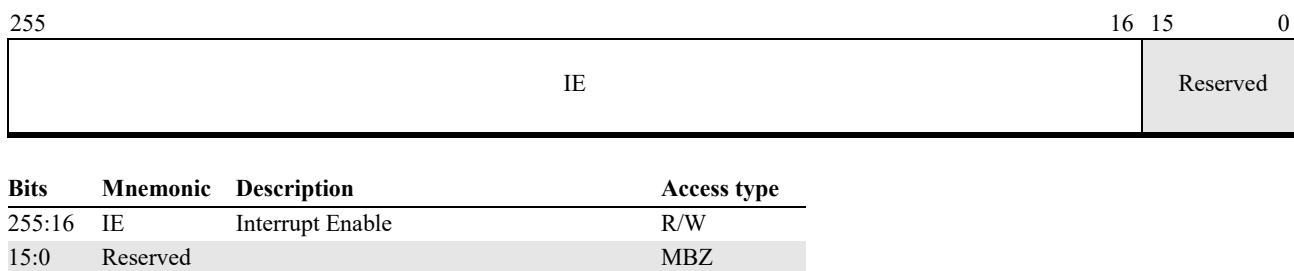 255 16 15 0
IE Reserved
Bits Mnemonic Description Access type
255:16 IE Interrupt Enable R/W
15:0 Reserved MBZ